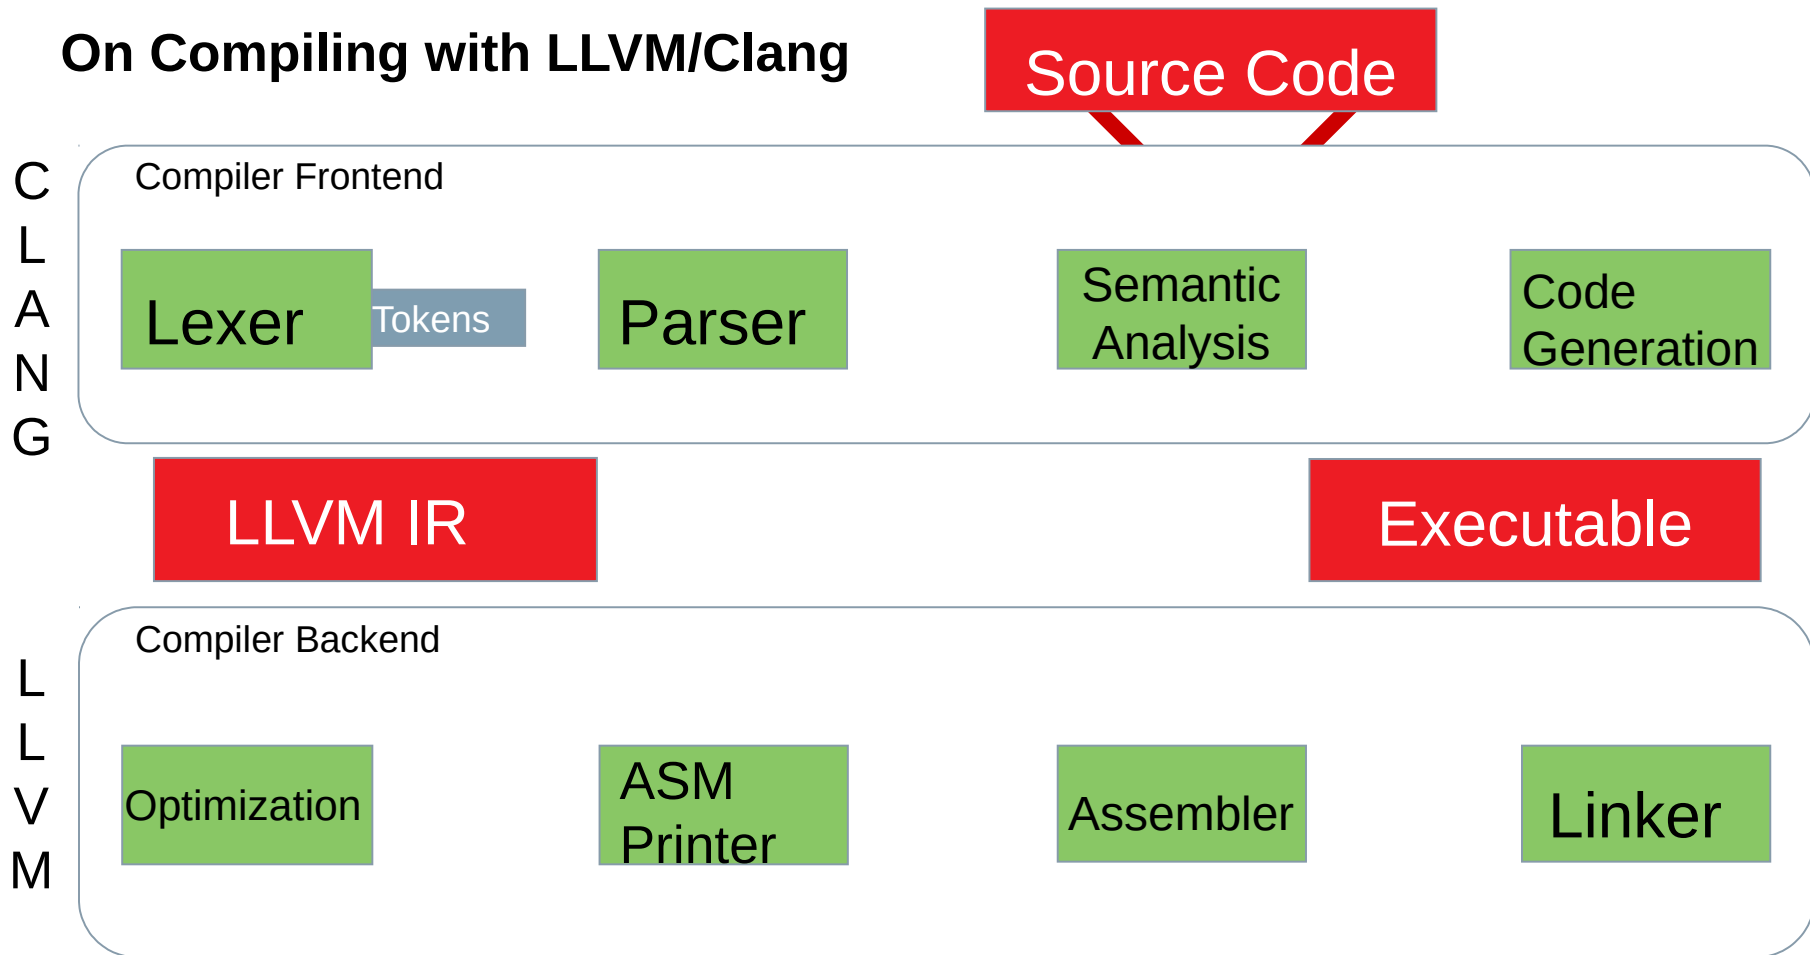 On Compiling with LLVM/Clang
Source Code
C
L
A
N
G
Compiler Frontend
Lexer
Tokens
Parser
Semantic
Analysis
Code
Generation
LLVM IR
Executable
L
L
V
M
Compiler Backend
Optimization
ASM
Printer
Assembler
Linker